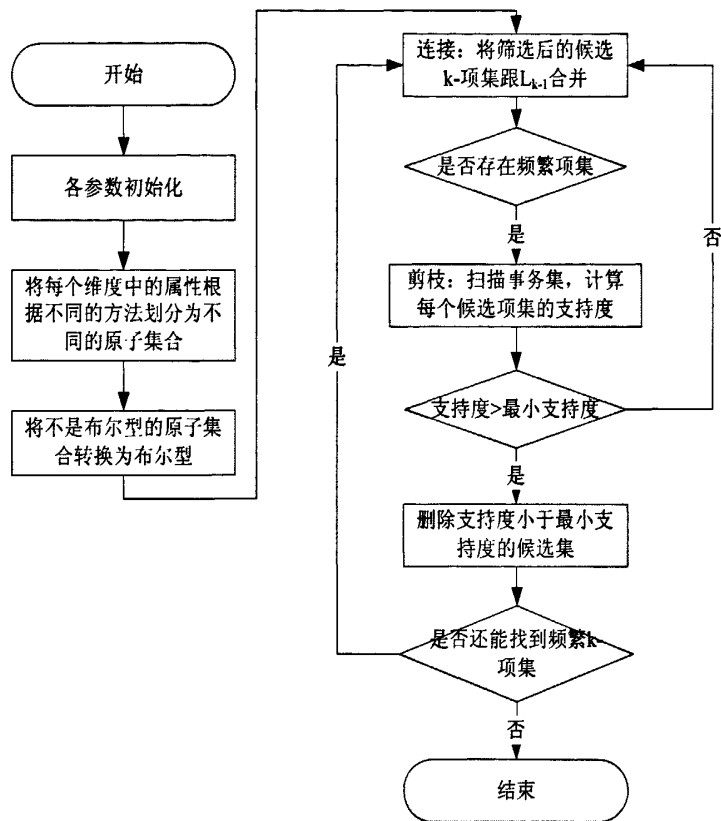 开始
各参数初始化
将每个维度中的属性根
据不同的方法划分为不
同的原子集合
将不是布尔型的原子集
合转换为布尔型
连接：将筛选后的候选
k-项集跟Lk-1合并
是否存在频繁项集
是
剪枝：扫描事务集，计算
每个候选项集的支持度
支持度>最小支持度
否
是
删除支持度小于最小支
持度的候选集
是否还能找到频繁k-
项集
是
否
结束